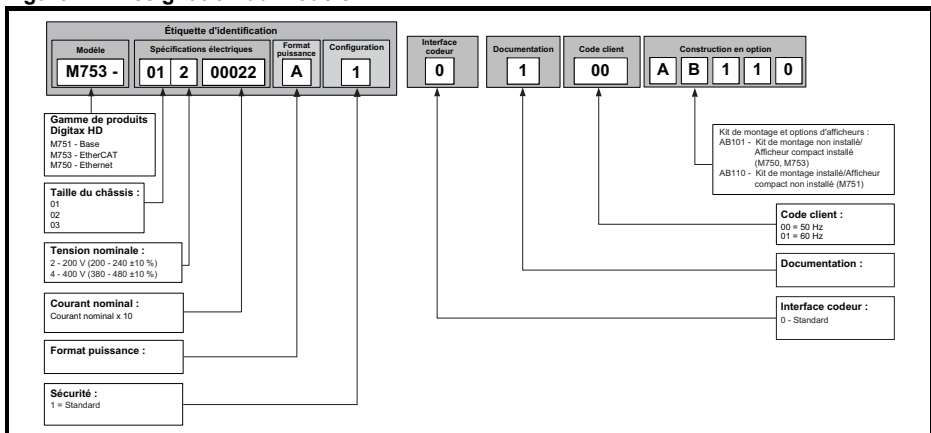 Étiquette d'identification
Modèle
Spécifications électriques
Format
puissance
Configuration
Interface
codeur
Documentation
Code client
Construction en option
M753 -
01 2 00022
A
1
0
1
00
A B 1 1 0
Gamme de produits
Digitax HD
M751 - Base
M753 - EtherCAT
M750 - Ethernet
Taille du châssis :
01
02
03
Tension nominale :
2 - 200 V (200 - 240 ±10 %)
4 - 400 V (380 - 480 ±10 %)
Courant nominal :
Courant nominal x 10
Format puissance :
Sécurité :
1 = Standard
Kit de montage et options d'afficheurs :
AB101 - Kit de montage non installé/
Afficheur compact installé
(M750, M753)
AB110 - Kit de montage installé/Afficheur
compact non installé (M751)
Code client :
00 = 50 Hz
01 = 60 Hz
Documentation :
Interface codeur :
0 - Standard